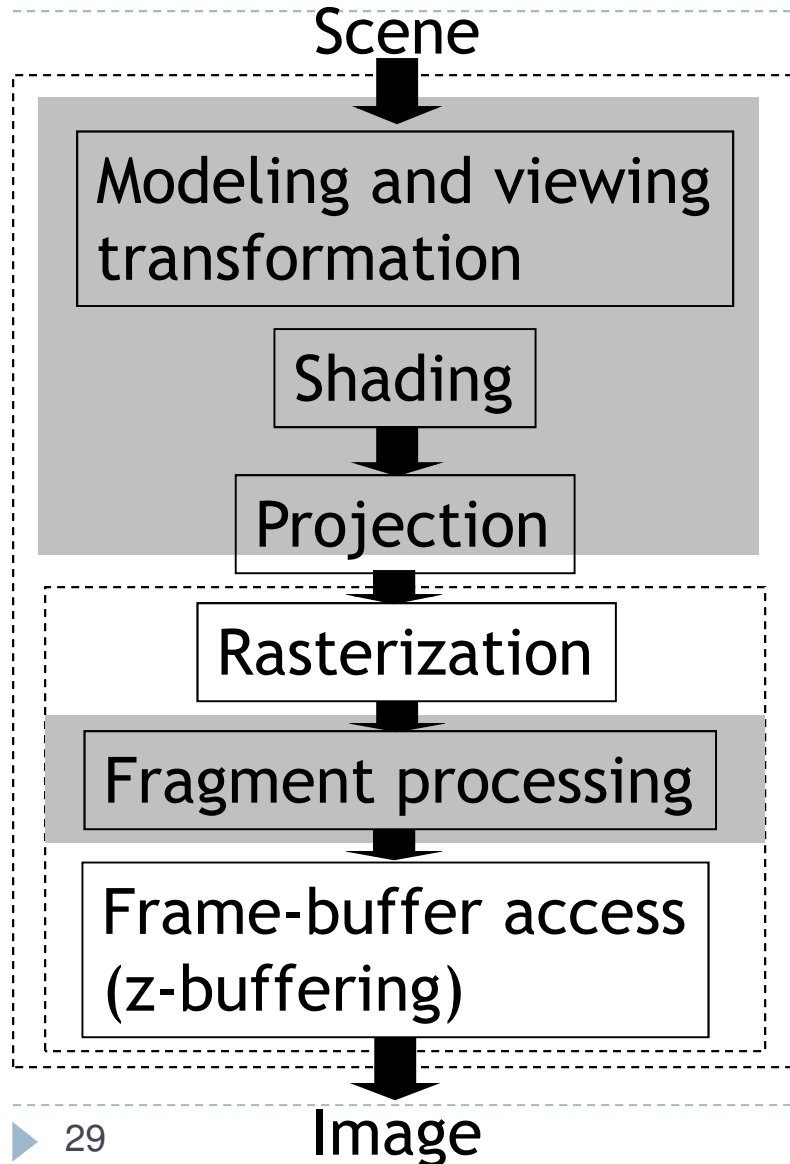 Scene
Modeling and viewing
transformation
Shading
Projection
Rasterization
Fragment processing
Frame-buffer access
(z-buffering)
29
Image